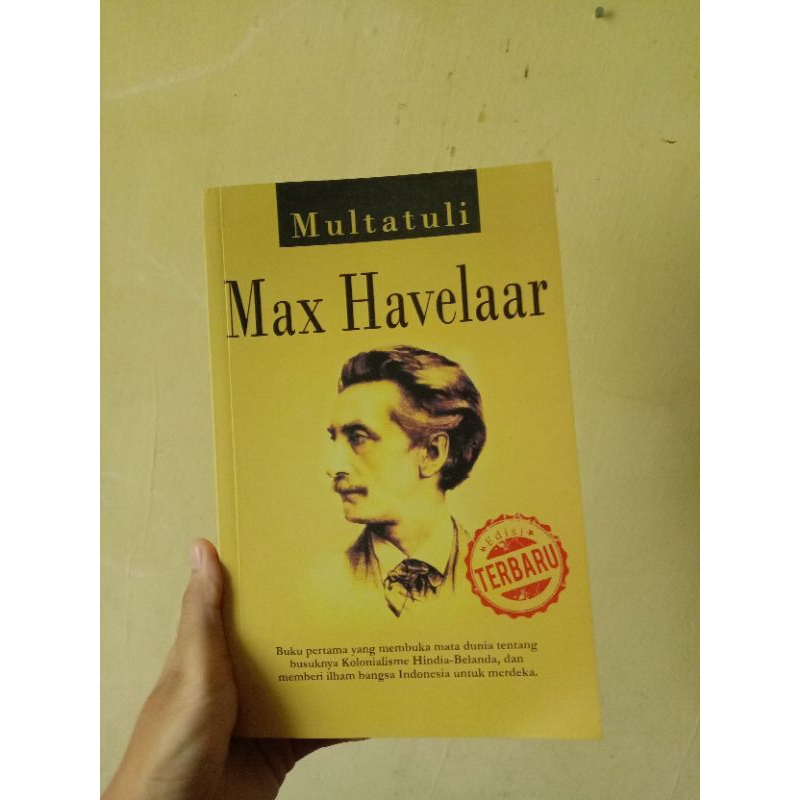 Multatuli
Max Havelaar
Edisi
TERBARU
Buku pertama yang membuka mata dunia tentang
busuknya Kolonialisme Hindia-Belanda, dan
memberi ilham bangsa Indonesia untuk merdeka.